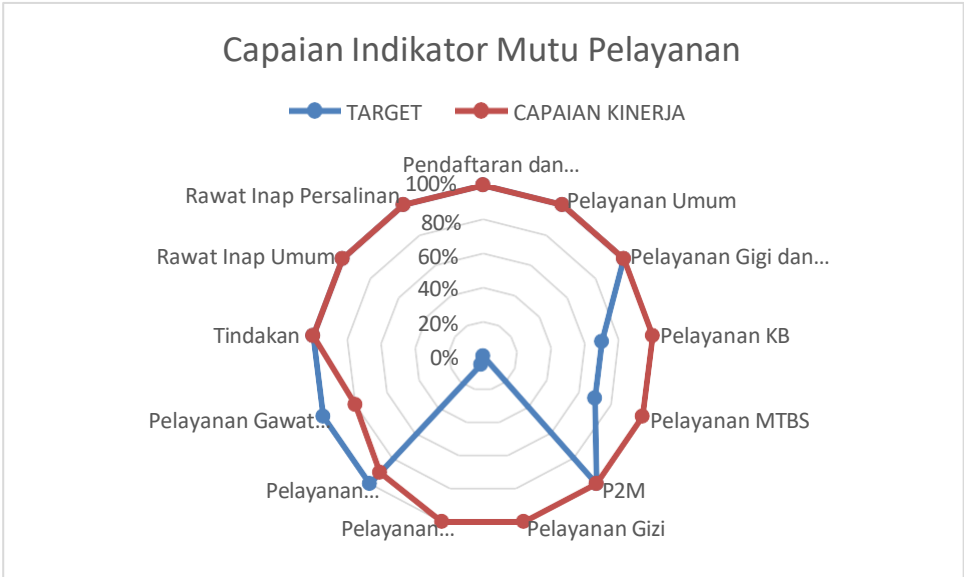 Capaian Indikator Mutu Pelayanan
TARGET
CAPAIAN KINERJA
Pendaftaran dan...
Pelayanan Umum
Pelayanan Gigi dan...
Pelayanan KB
Pelayanan MTBS
P2M
Pelayanan Gizi
Pelayanan...
Pelayanan...
Pelayanan Gawat...
Tindakan
Rawat Inap Umum
Rawat Inap Persalinan
100%
80%
60%
40%
20%
0%